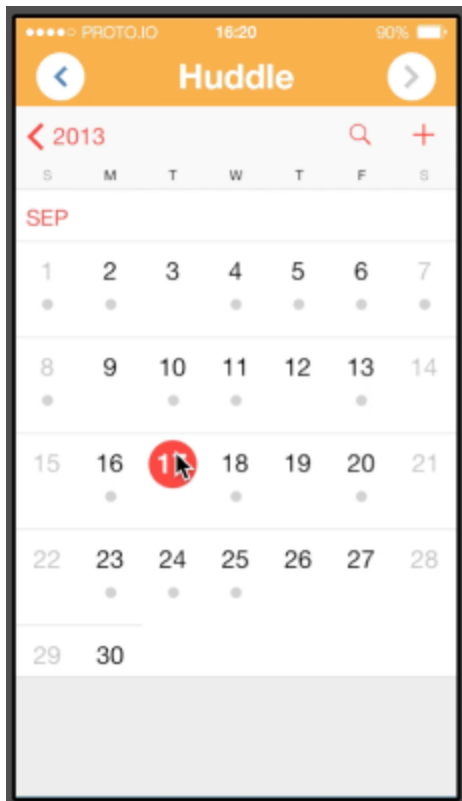 PROTO.IO 16:20 90%
Huddle
2013
S M T W T F S
SEP
1 2 3 4 5 6 7
8 9 10 11 12 13 14
15 16 17 18 19 20 21
22 23 24 25 26 27 28
29 30